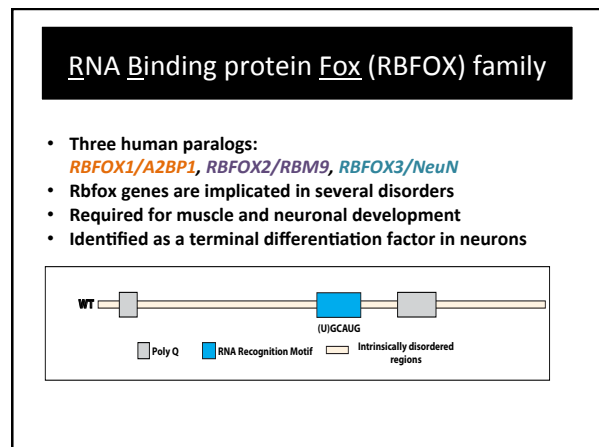 RNA Binding protein Fox (RBFOX) family
• Three human paralogs:
RBFOX1/A2BP1, RBFOX2/RBM9, RBFOX3/NeuN
• Rbfox genes are implicated in several disorders
• Required for muscle and neuronal development
• Identified as a terminal differentiation factor in neurons
WT
(U)GCAUG
Poly Q
RNA Recognition Motif
Intrinsically disordered
regions